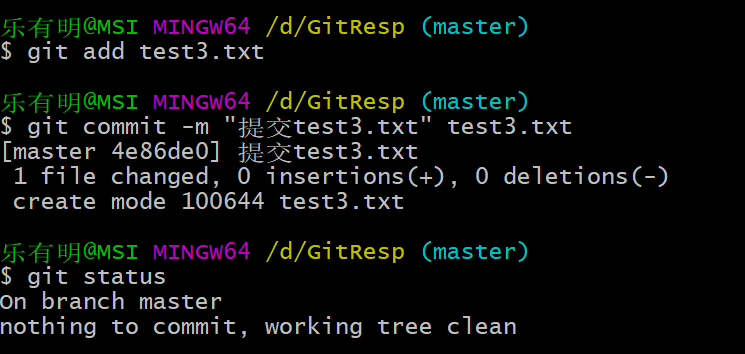 乐有明@MSI MINGW64 /d/GitResp (master)
$ git add test3.txt
乐有明@MSI MINGW64 /d/GitResp (master)
$ git commit -m "提交test3.txt" test3.txt
[master 4e86de0] 提交test3.txt
 1 file changed, 0 insertions(+), 0 deletions(-)
 create mode 100644 test3.txt
乐有明@MSI MINGW64 /d/GitResp (master)
$ git status
On branch master
nothing to commit, working tree clean